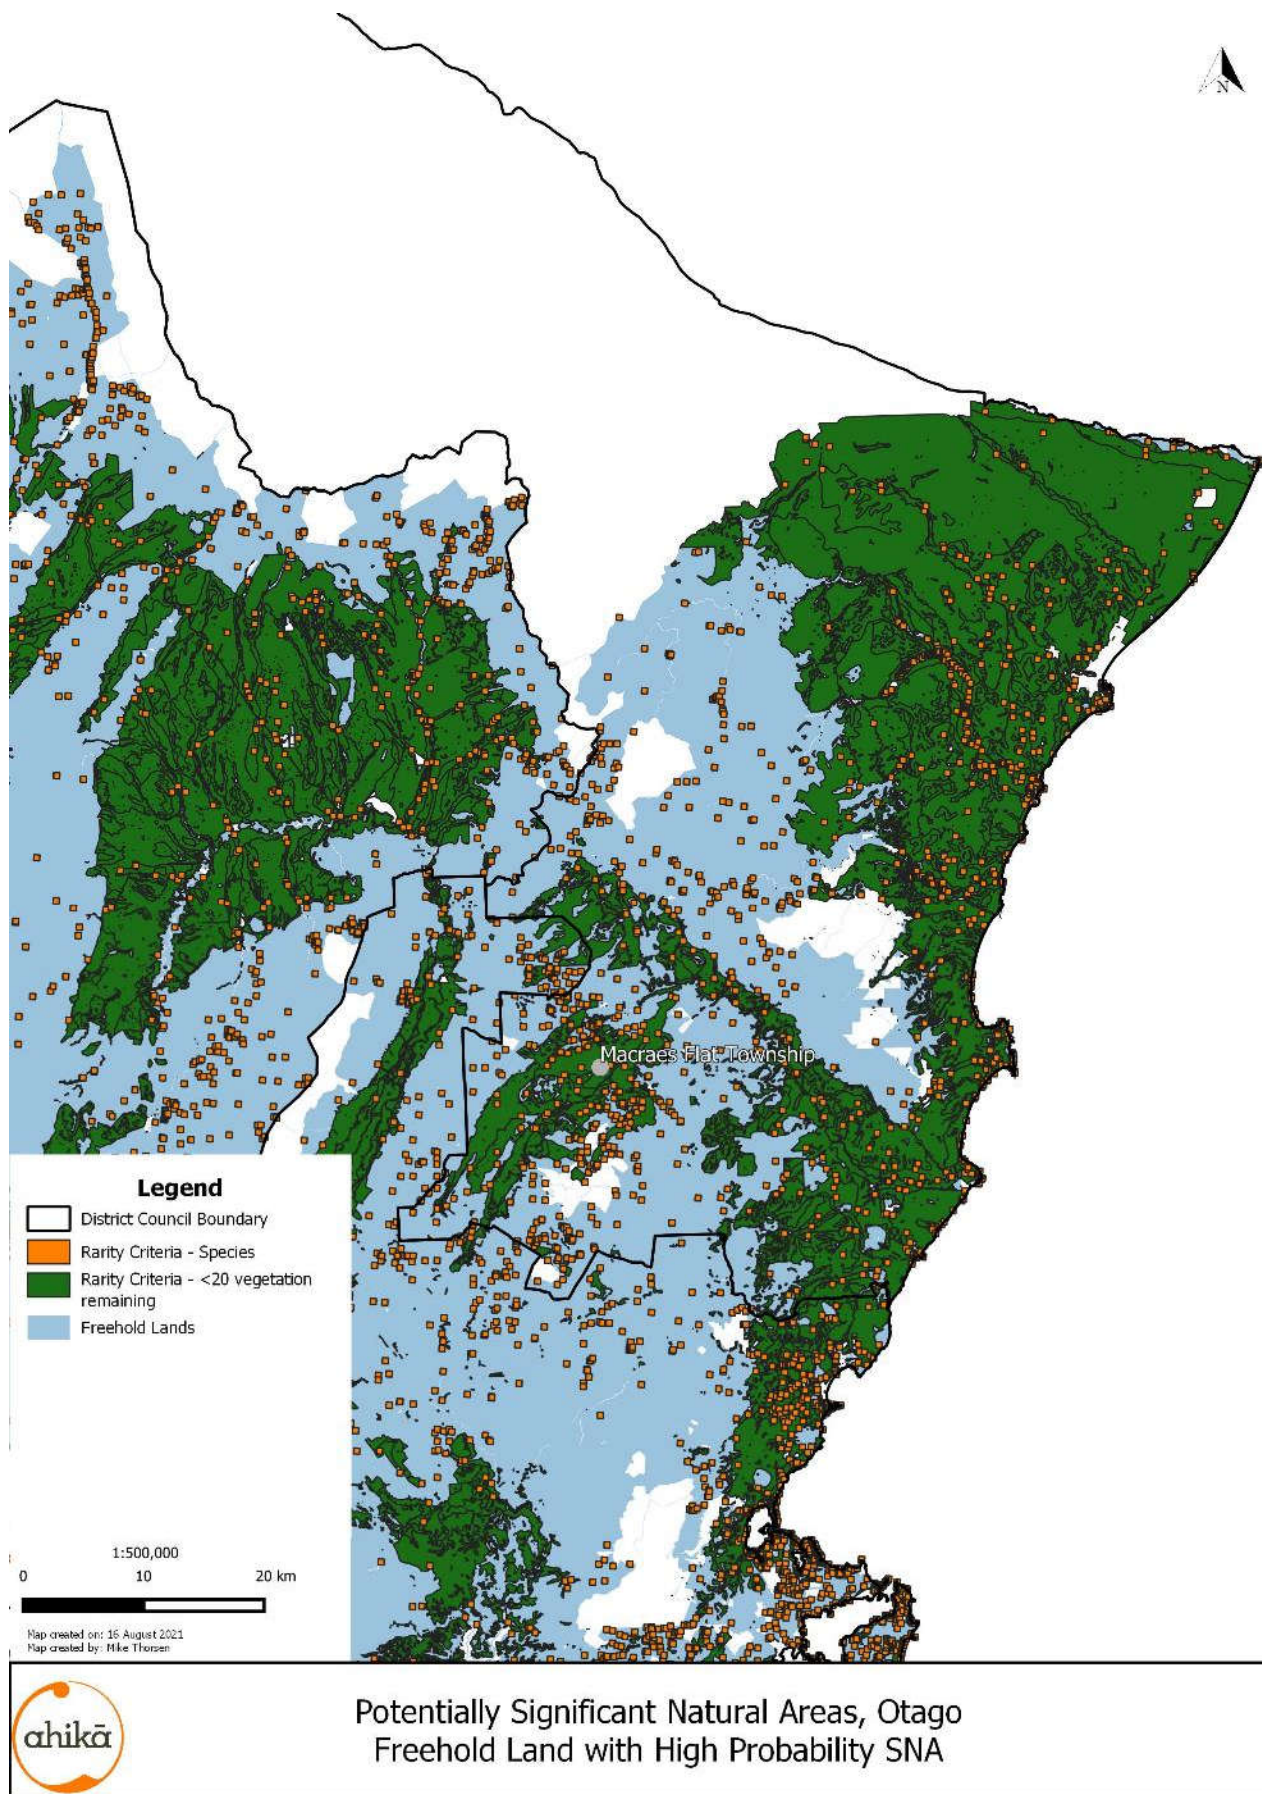 N
Macraes Flat Township
Legend
District Council Boundary
Rarity Criteria - Species
Rarity Criteria - <20 vegetation
remaining
Freehold Lands
1:500,000
0 10 20 km
Map created on: 16 August 2021
Map created by: Mike Thorsen
ahikā
Potentially Significant Natural Areas, Otago
Freehold Land with High Probability SNA